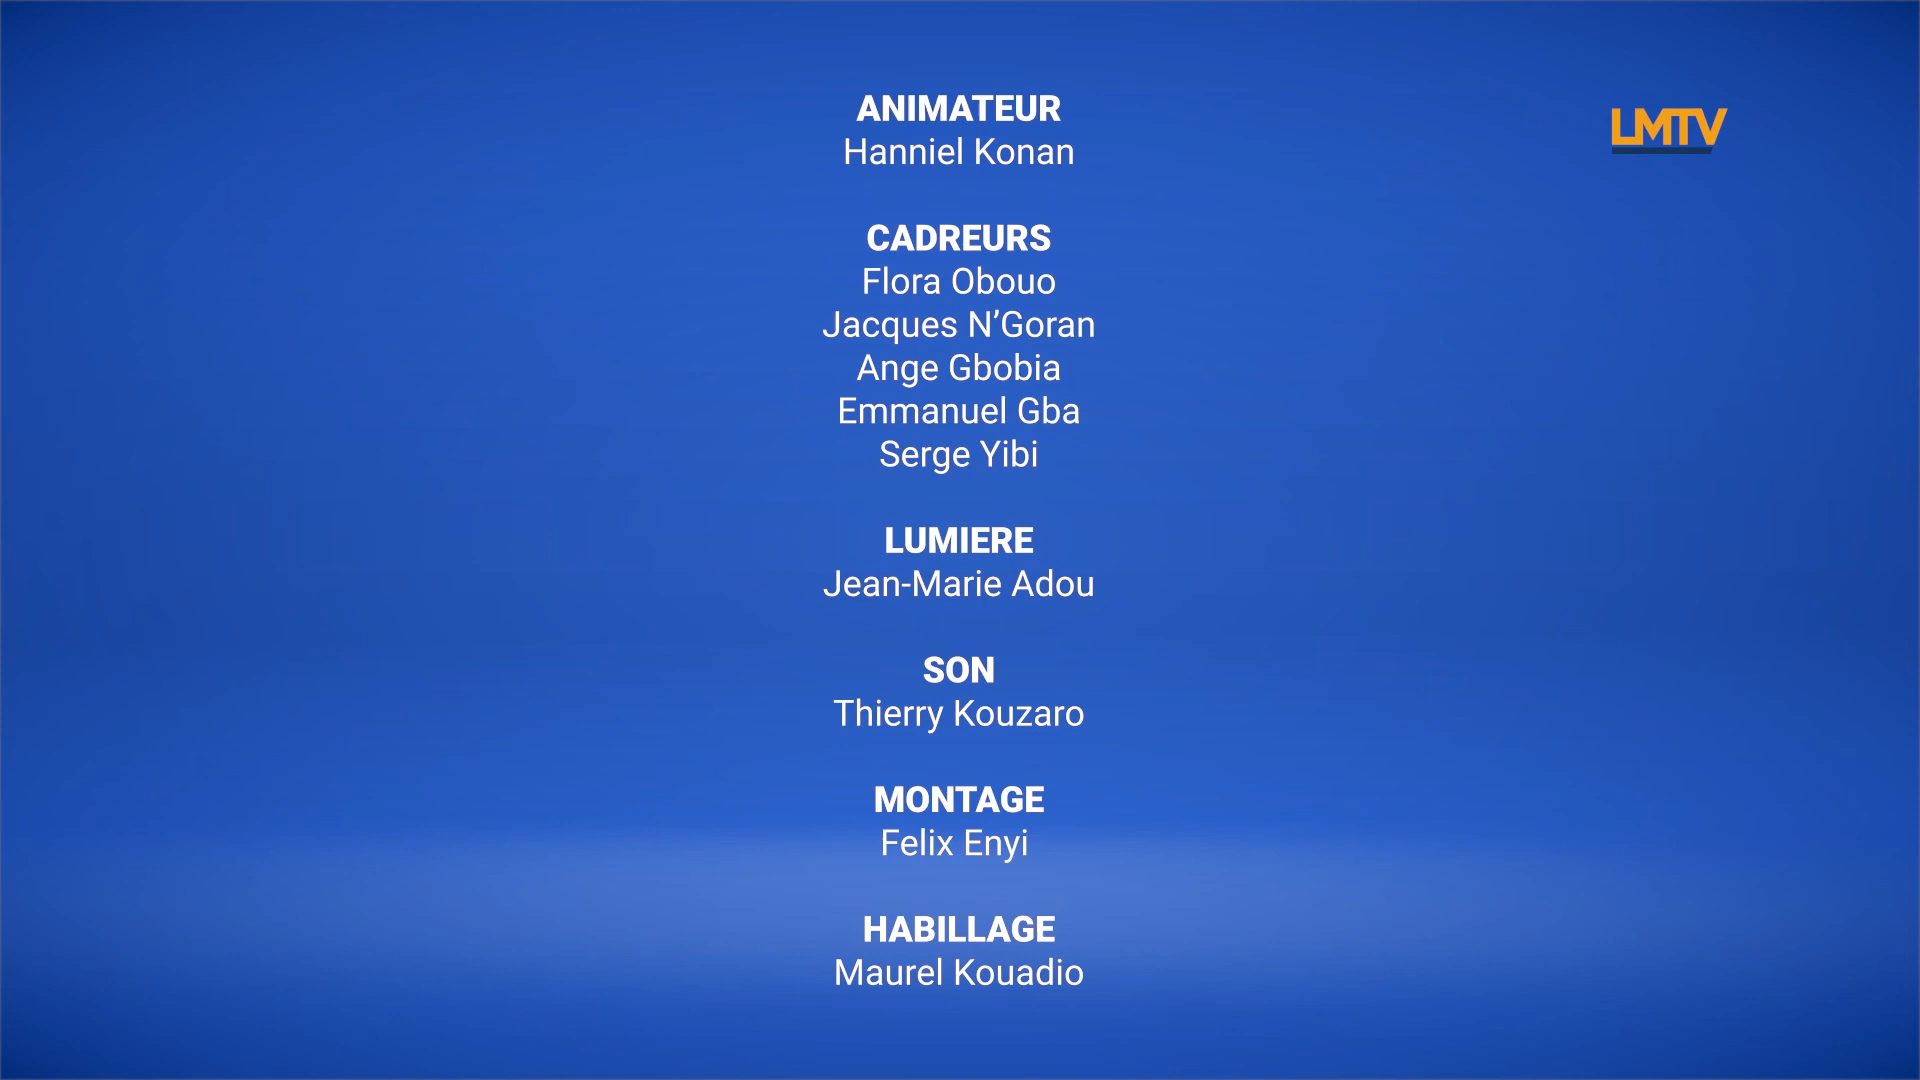 ANIMATEUR
Hanniel Konan
LMTV
CADREURS
Flora Obouo
Jacques N’Goran
Ange Gbobia
Emmanuel Gba
Serge Yibi
LUMIERE
Jean-Marie Adou
SON
Thierry Kouzaro
MONTAGE
Felix Enyi
HABILLAGE
Maurel Kouadio